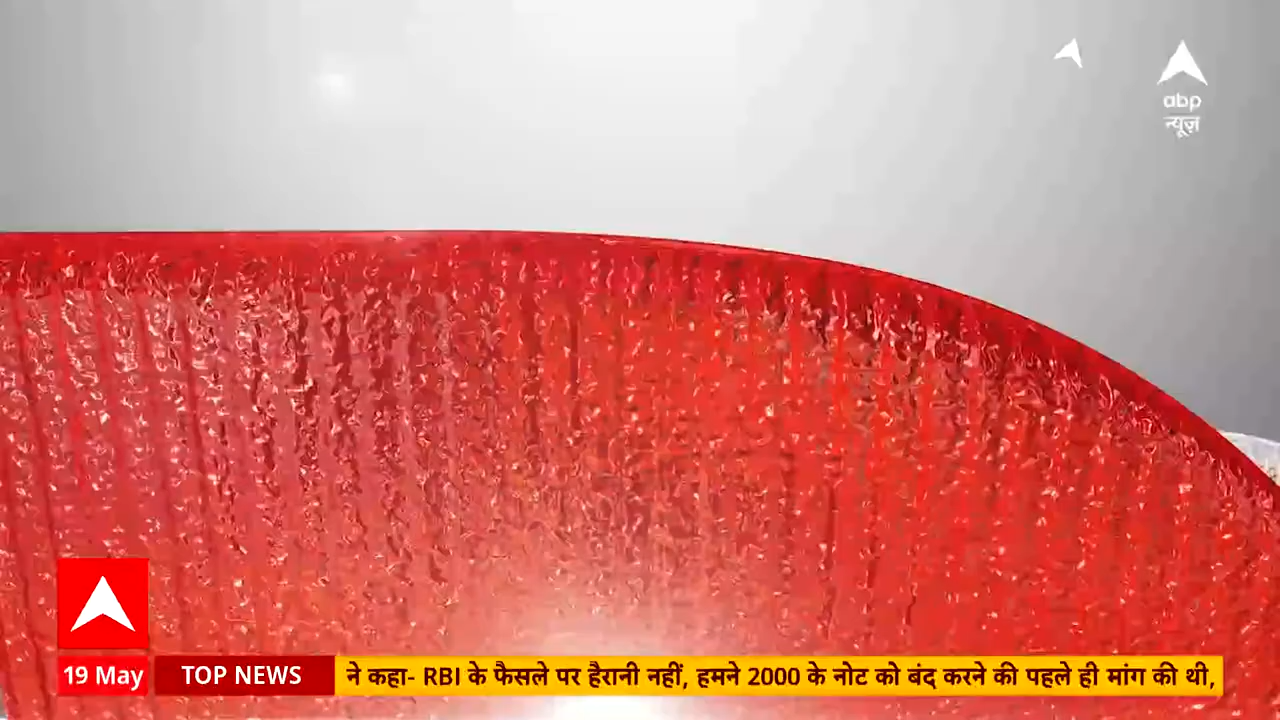 abp
न्यूज़
19 May
TOP NEWS
ने कहा- RBI के फैसले पर हैरानी नहीं, हमने 2000 के नोट को बंद करने की पहले ही मांग की थी,